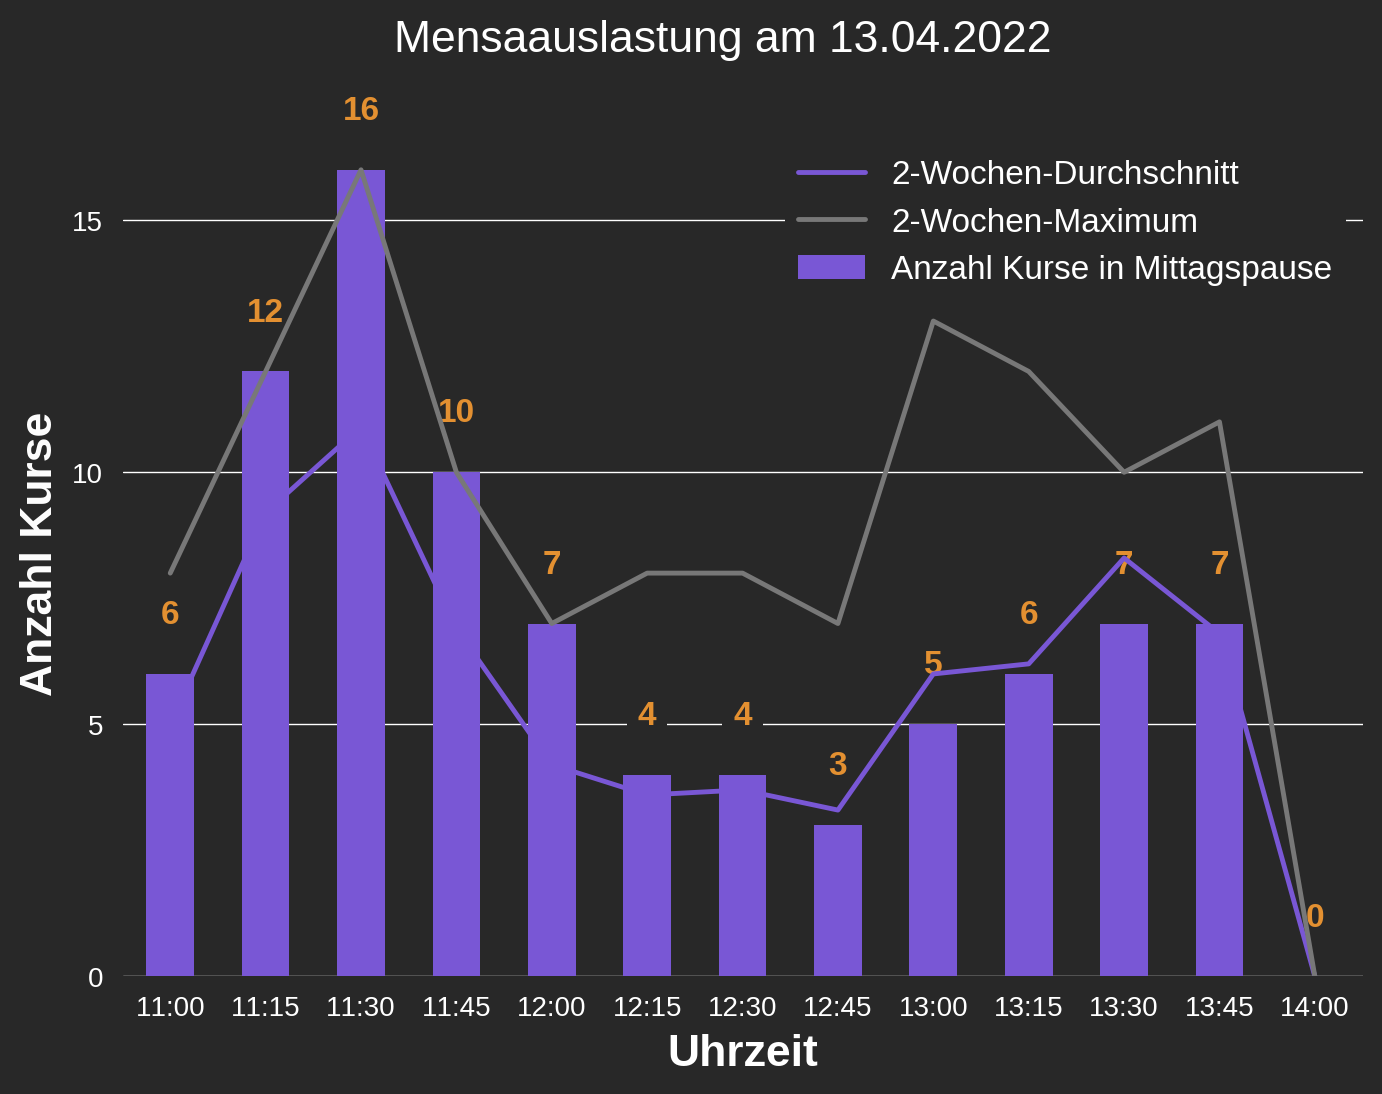 Mensaauslastung am 13.04.2022
16
2-Wochen-Durchschnitt
2-Wochen-Maximum
Anzahl Kurse in Mittagspause
15
12
10
10
7
7
7
6
6
5
4
4
5
3
0
0
Anzahl Kurse
11:00 11:15 11:30 11:45 12:00 12:15 12:30 12:45 13:00 13:15 13:30 13:45 14:00
Uhrzeit